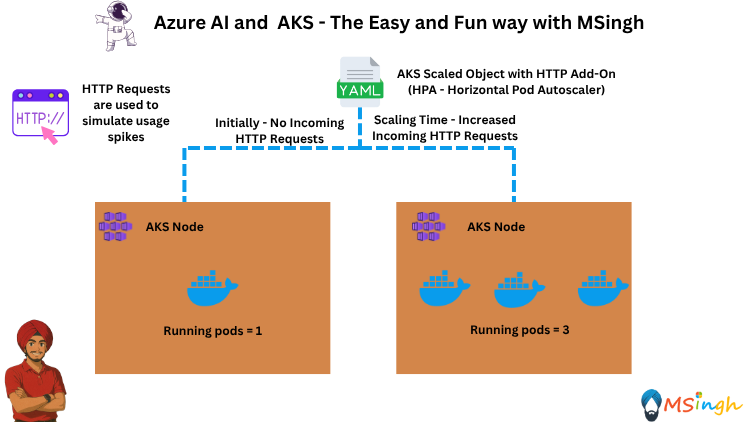 Azure AI and AKS - The Easy and Fun way with MSingh
HTTP Requests
are used to
simulate usage
spikes
HTTP://
YAML
AKS Scaled Object with HTTP Add-On
(HPA - Horizontal Pod Autoscaler)
Initially - No Incoming
HTTP Requests
Scaling Time - Increased
Incoming HTTP Requests
AKS Node
Running pods = 1
AKS Node
Running pods = 3
MSingh